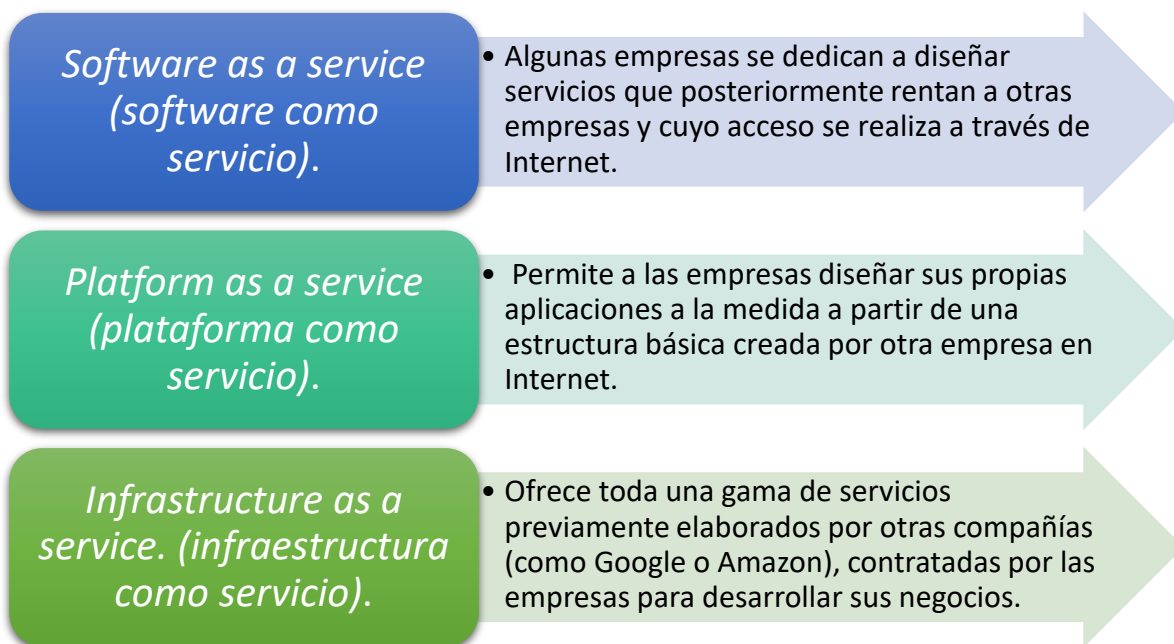 Software as a service
(software como
servicio).
• Algunas empresas se dedican a diseñar
servicios que posteriormente rentan a otras
empresas y cuyo acceso se realiza a través de
Internet.
Platform as a service
(plataforma como
servicio).
• Permite a las empresas diseñar sus propias
aplicaciones a la medida a partir de una
estructura básica creada por otra empresa en
Internet.
Infrastructure as a
service. (infraestructura
como servicio).
• Ofrece toda una gama de servicios
previamente elaborados por otras compañías
(como Google o Amazon), contratadas por las
empresas para desarrollar sus negocios.